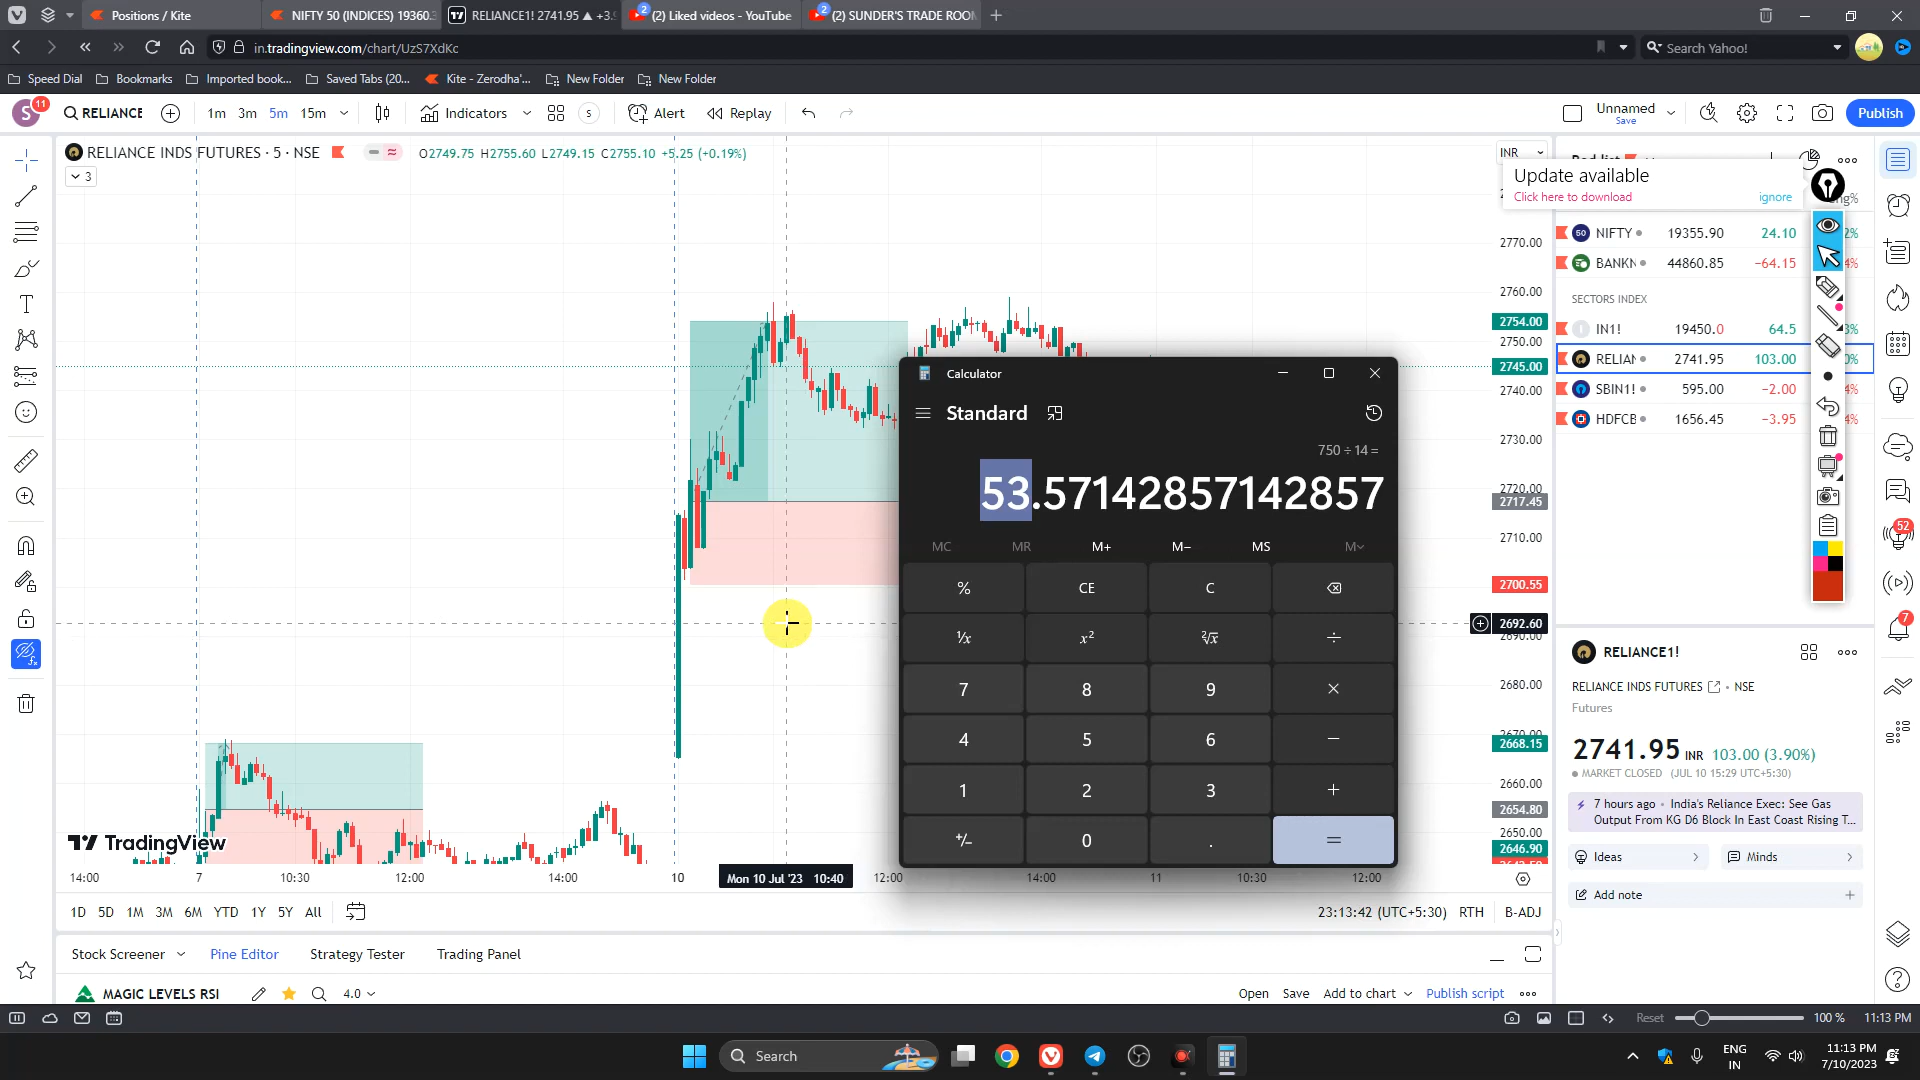 Positions / Kite
NIFTY 50 (INDICES) 19360.3
RELIANCE1! 2741.95 ▲ +3.
2
(2) Liked videos - YouTube
2
(2) SUNDER'S TRADE ROOM
in.tradingview.com/chart/UzS7XdKc
Search Yahoo!
Speed Dial
Bookmarks
Imported book...
Saved Tabs (20...
Kite - Zerodha'...
New Folder
New Folder
S
11
RELIANCE
1m
3m
5m
15m
Indicators
S
Alert
Replay
Unnamed
Save
Publish
RELIANCE INDS FUTURES · 5 · NSE
O2749.75 H2755.60 L2749.15 C2755.10 +5.25 (+0.19%)
3
INR
Update available
Click here to download
ignore
2770.00
2760.00
2754.00
2750.00
2745.00
2740.00
2730.00
2720.00
2717.45
2710.00
2700.55
2692.60
2690.00
2680.00
2670.00
2668.15
2660.00
2654.80
2650.00
2646.90
NIFTY
19355.90
24.10
BANKN
44860.85
−64.15
SECTORS INDEX
IN1!
19450.0
64.5
RELIAN
2741.95
103.00
SBIN1!
595.00
−2.00
HDFCB
1656.45
−3.95
Calculator
Standard
750 ÷ 14 =
53.57142857142857
MC
MR
M+
M−
MS
M
%
CE
C
¹/x
x²
²√x
÷
7
8
9
×
4
5
6
−
1
2
3
+
+/−
0
.
=
52
7
RELIANCE1!
RELIANCE INDS FUTURES
• NSE
Futures
2741.95 INR 103.00 (3.90%)
MARKET CLOSED (JUL 10 15:29 UTC+5:30)
7 hours ago • India's Reliance Exec: See Gas
Output From KG D6 Block In East Coast Rising T...
Ideas
Minds
Add note
TradingView
14:00
7
10:30
12:00
14:00
10
Mon 10 Jul '23 10:40
12:00
14:00
11
10:30
12:00
1D
5D
1M
3M
6M
YTD
1Y
5Y
All
23:13:42 (UTC+5:30)
RTH
B-ADJ
Stock Screener
Pine Editor
Strategy Tester
Trading Panel
MAGIC LEVELS RSI
4.0
Open
Save
Add to chart
Publish script
Reset
100 %
11:13 PM
Search
ENG
IN
11:13 PM
7/10/2023